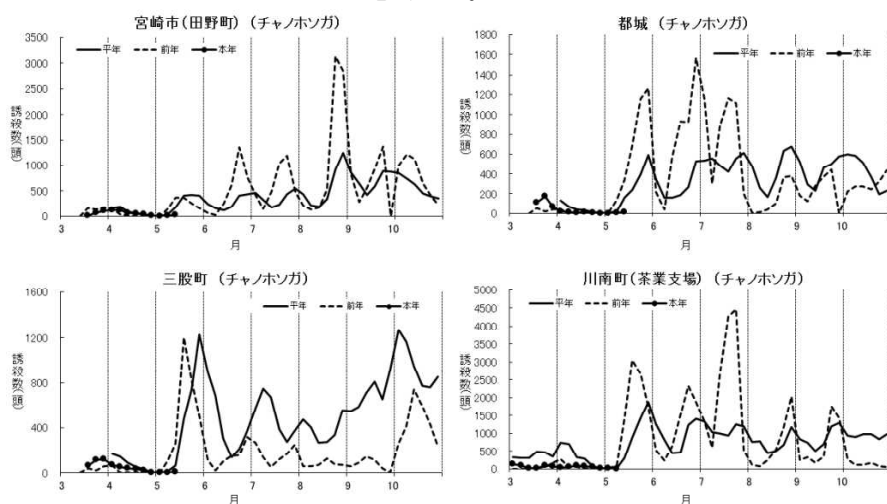 宮崎市(田野町) (チャノホソガ)
平年 前年 本年
誘殺数(頭)
3500
3000
2500
2000
1500
1000
500
0
3 4 5 6 7 8 9 10
月
都城 (チャノホソガ)
平年 前年 本年
誘殺数(頭)
1800
1600
1400
1200
1000
800
600
400
200
0
3 4 5 6 7 8 9 10
月
三股町 (チャノホソガ)
平年 前年 本年
誘殺数(頭)
1600
1200
800
400
0
3 4 5 6 7 8 9 10
月
川南町(茶業支場) (チャノホソガ)
平年 前年 本年
誘殺数(頭)
5000
4500
4000
3500
3000
2500
2000
1500
1000
500
0
3 4 5 6 7 8 9 10
月